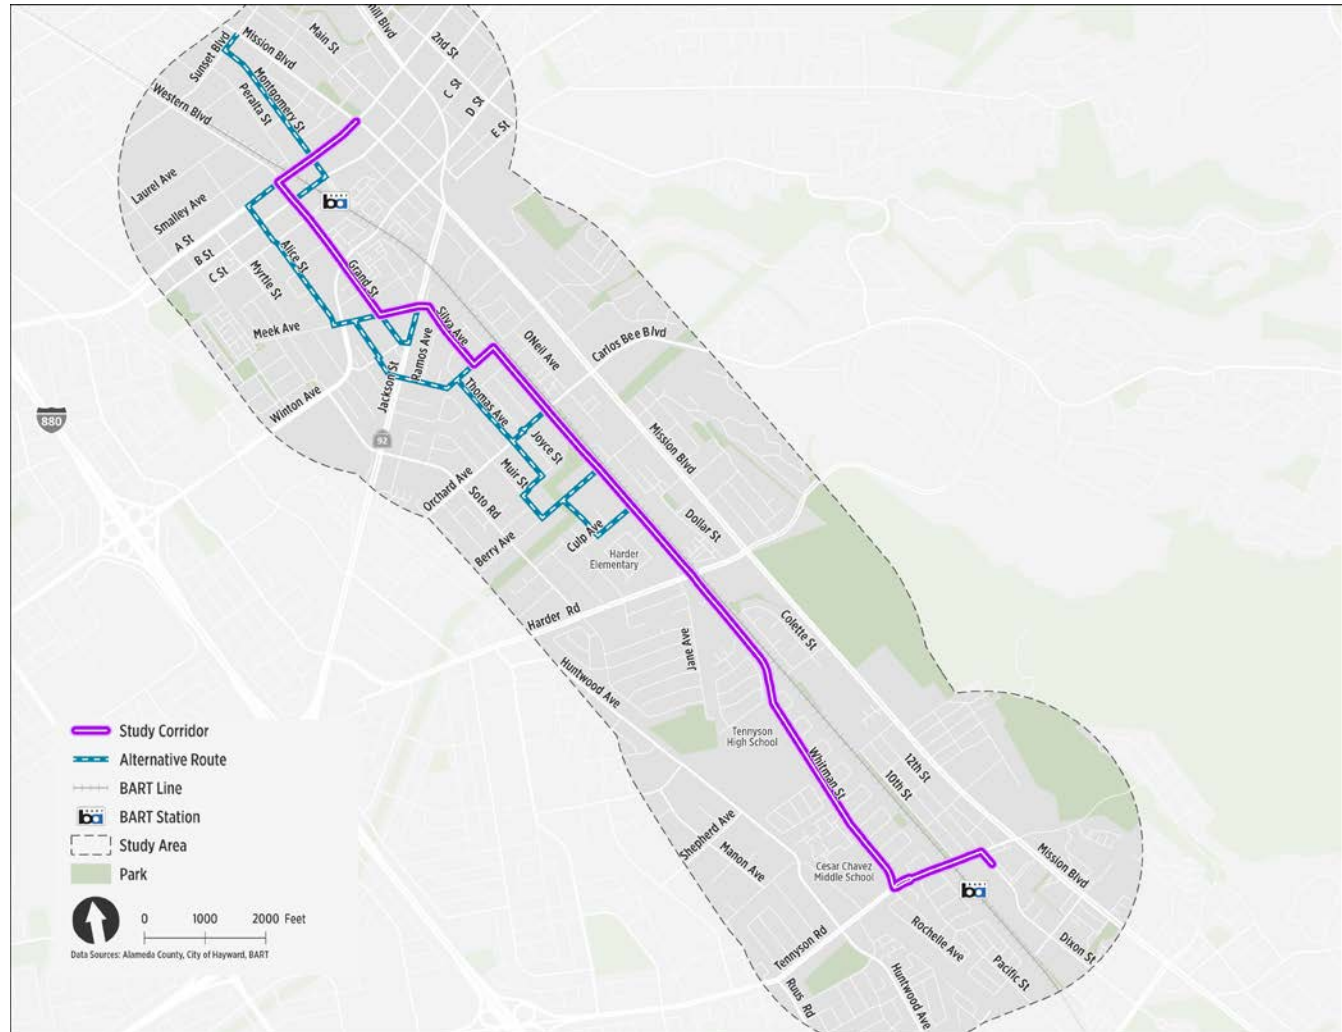 Sunset Blvd
Mission Blvd
Main St
hill Blvd
2nd St
C St
D St
E St
Western Blvd
Peralta St
Montgomery St
Laurel Ave
Smalley Ave
A St
B St
C St
Myrtle St
Alice St
Grand St
ba
Meek Ave
Silva Ave
Ramos Ave
Jackson St
ONeil Ave
Carlos Bee Blvd
Winton Ave
880
92
Thomas Ave
Joyce St
Muir St
Mission Blvd
Orchard Ave
Soto Rd
Berry Ave
Culp Ave
Dollar St
Harder
Elementary
Harder Rd
Jane Ave
Colette St
Huntwood Ave
Tennyson
High School
Whitman St
12th St
10th St
Shepherd Ave
Manon Ave
Cesar Chavez
Middle School
Mission Blvd
ba
Tennyson Rd
Rochelle Ave
Dixon St
Pacific St
Huntwood Ave
Ruus Rd
Study Corridor
Alternative Route
BART Line
ba
BART Station
Study Area
Park
0 1000 2000 Feet
Data Sources: Alameda County, City of Hayward, BART